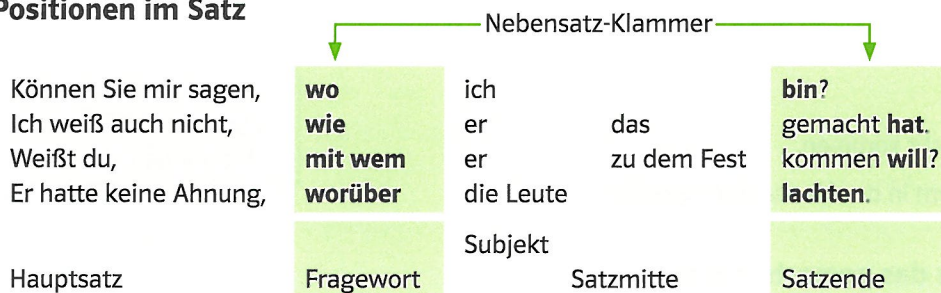 Positionen im Satz
Nebensatz-Klammer
Können Sie mir sagen, wo ich bin?
Ich weiß auch nicht, wie er das gemacht hat.
Weißt du, mit wem er zu dem Fest kommen will?
Er hatte keine Ahnung, worüber die Leute lachten.
Subjekt
Hauptsatz Fragewort Satzmitte Satzende